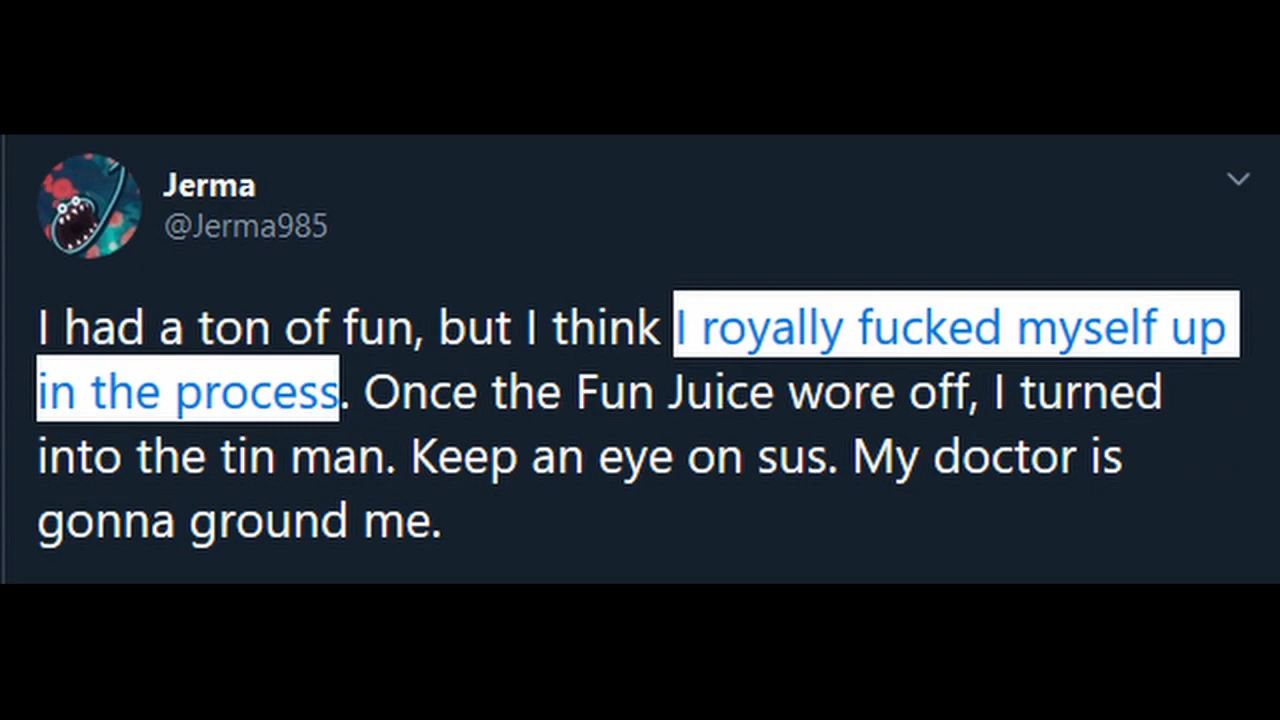 Jerma
@Jerma985
I had a ton of fun, but I think I royally fucked myself up
in the process. Once the Fun Juice wore off, I turned
into the tin man. Keep an eye on sus. My doctor is
gonna ground me.